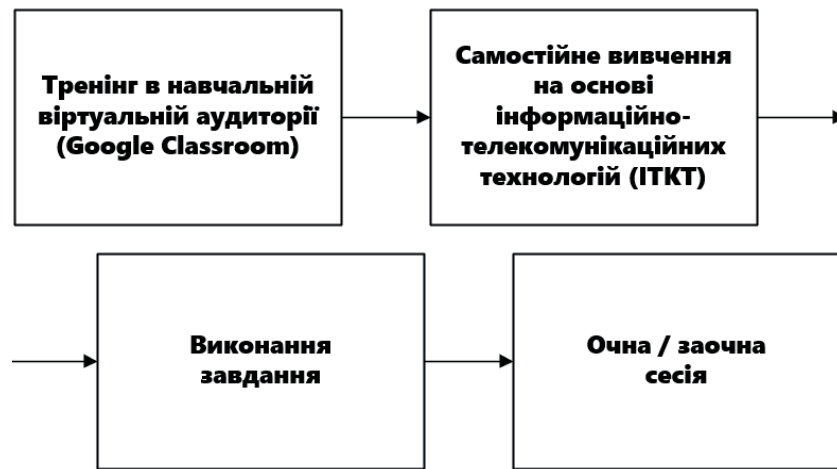 Тренінг в навчальній
віртуальній аудиторії
(Google Classroom)
Самостійне вивчення
на основі
інформаційно-
телекомунікаційних
технологій (ІТКТ)
Виконання
завдання
Очна / заочна
сесія